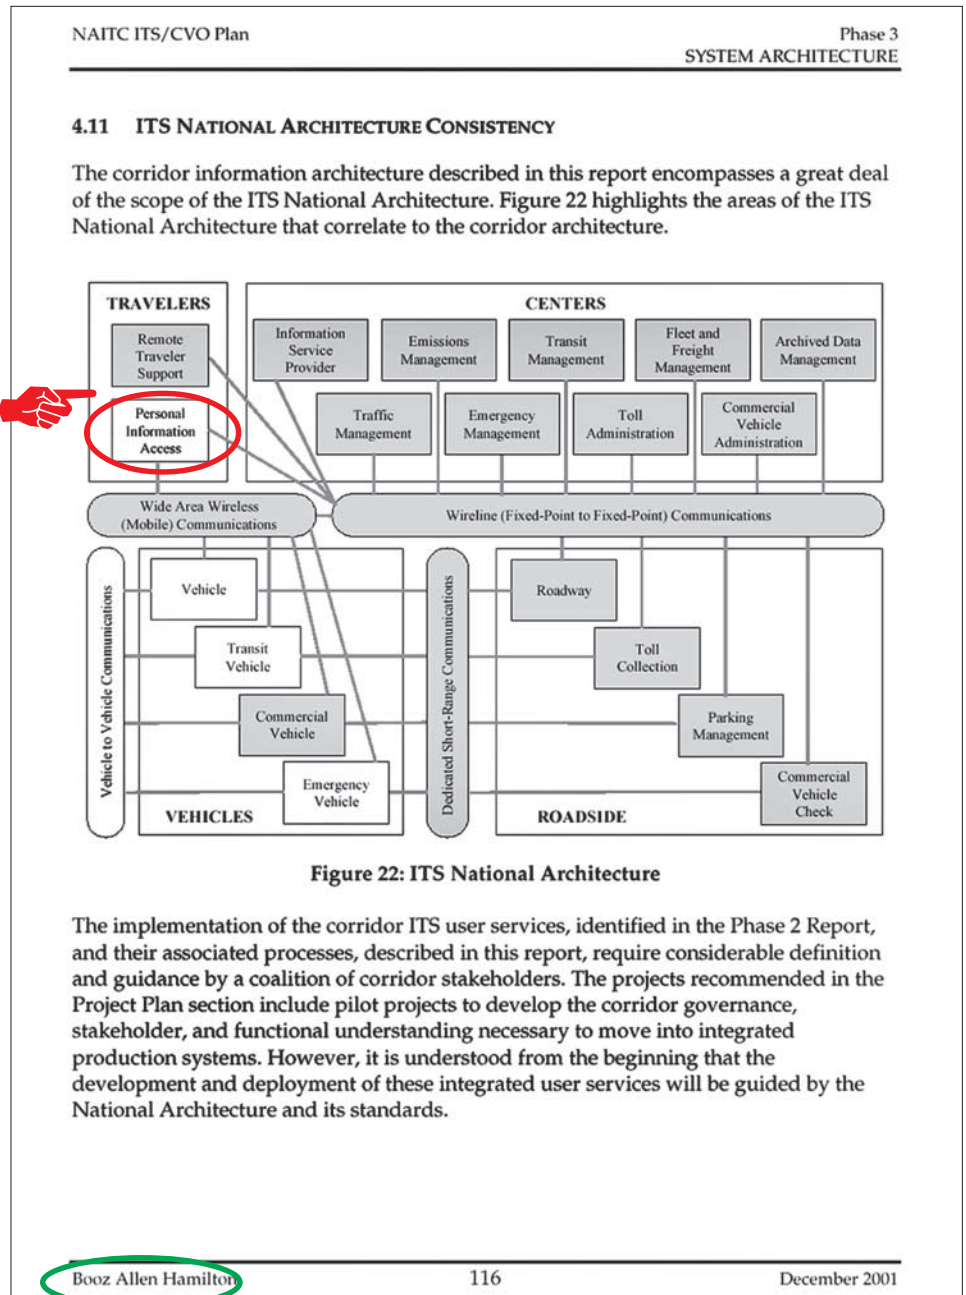 NAITC ITS/CVO Plan
Phase 3
SYSTEM ARCHITECTURE
4.11 ITS NATIONAL ARCHITECTURE CONSISTENCY
The corridor information architecture described in this report encompasses a great deal
of the scope of the ITS National Architecture. Figure 22 highlights the areas of the ITS
National Architecture that correlate to the corridor architecture.
TRAVELERS
Remote
Traveler
Support
Personal
Information
Access
CENTERS
Information
Service
Provider
Emissions
Management
Transit
Management
Fleet and
Freight
Management
Archived Data
Management
Traffic
Management
Emergency
Management
Toll
Administration
Commercial
Vehicle
Administration
Wide Area Wireless
(Mobile) Communications
Wireline (Fixed-Point to Fixed-Point) Communications
Vehicle to Vehicle Communications
Vehicle
Transit
Vehicle
Commercial
Vehicle
Emergency
Vehicle
VEHICLES
Dedicated Short-Range Communications
Roadway
Toll
Collection
Parking
Management
Commercial
Vehicle
Check
ROADSIDE
Figure 22: ITS National Architecture
The implementation of the corridor ITS user services, identified in the Phase 2 Report,
and their associated processes, described in this report, require considerable definition
and guidance by a coalition of corridor stakeholders. The projects recommended in the
Project Plan section include pilot projects to develop the corridor governance,
stakeholder, and functional understanding necessary to move into integrated
production systems. However, it is understood from the beginning that the
development and deployment of these integrated user services will be guided by the
National Architecture and its standards.
Booz Allen Hamilton
116
December 2001